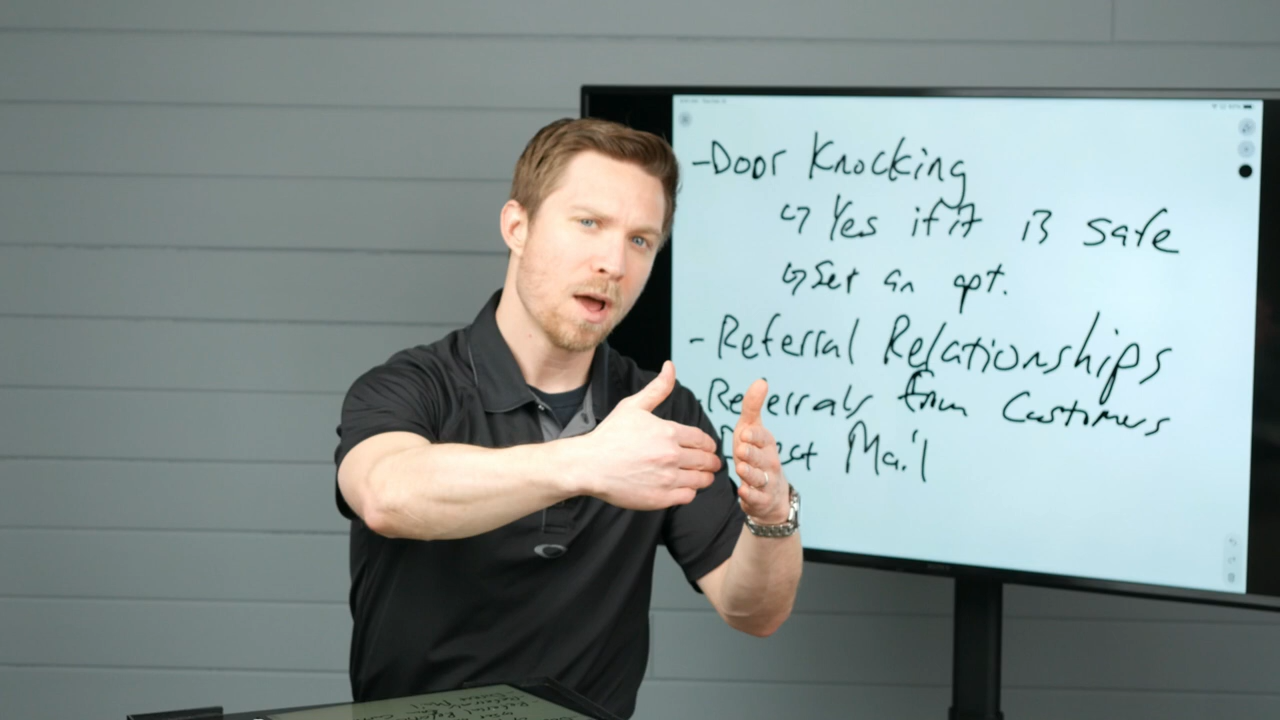 -Door Knocking
↳ Yes if it is safe
↳ Set an apt.
- Referral Relationships
- Referrals from Customers
Mail